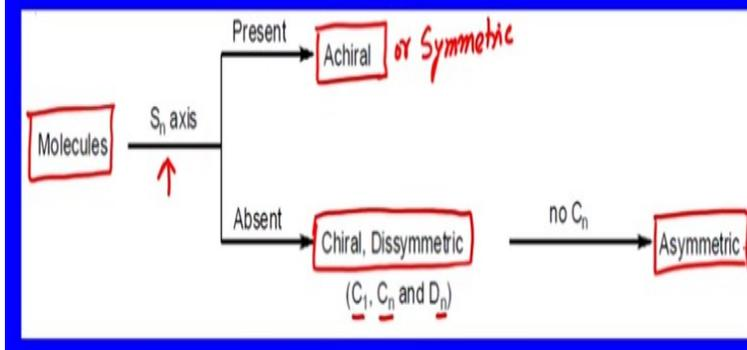 Present
Achiral or Symmetric
Molecules
Sn axis
Absent
Chiral, Dissymmetric
no Cn
Asymmetric
(C1, Cn and Dn)